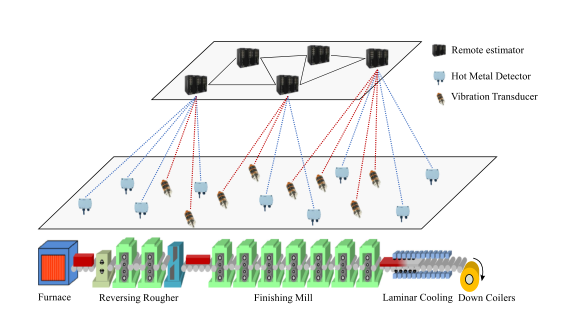 Remote estimator
Hot Metal Detector
Vibration Transducer
Furnace
Reversing Rougher
Finishing Mill
Laminar Cooling
Down Coilers